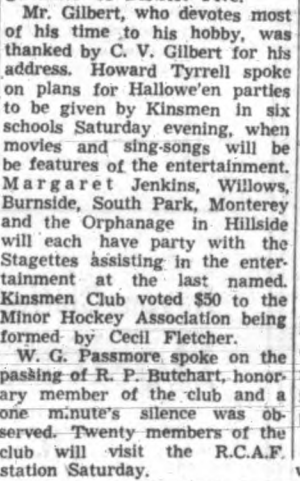 Mr. Gilbert, who devotes most
of his time to his hobby, was
thanked by C. V. Gilbert for his
address. Howard Tyrrell spoke
on plans for Hallowe'en parties
to be given by Kinsmen in six
schools Saturday evening, when
movies and sing-songs will be
be features of the entertainment.
Margaret Jenkins, Willows,
Burnside, South Park, Monterey
and the Orphanage in Hillside
will each have party with the
Stagettes assisting in the enter-
tainment at the last named.
Kinsmen Club voted $50 to the
Minor Hockey Association being
formed by Cecil Fletcher.
W. G. Passmore spoke on the
passing of R. P. Butchart, honor-
ary member of the club and a
one minute's silence was ob-
served. Twenty members of the
club will visit the R.C.A.F.
station Saturday.